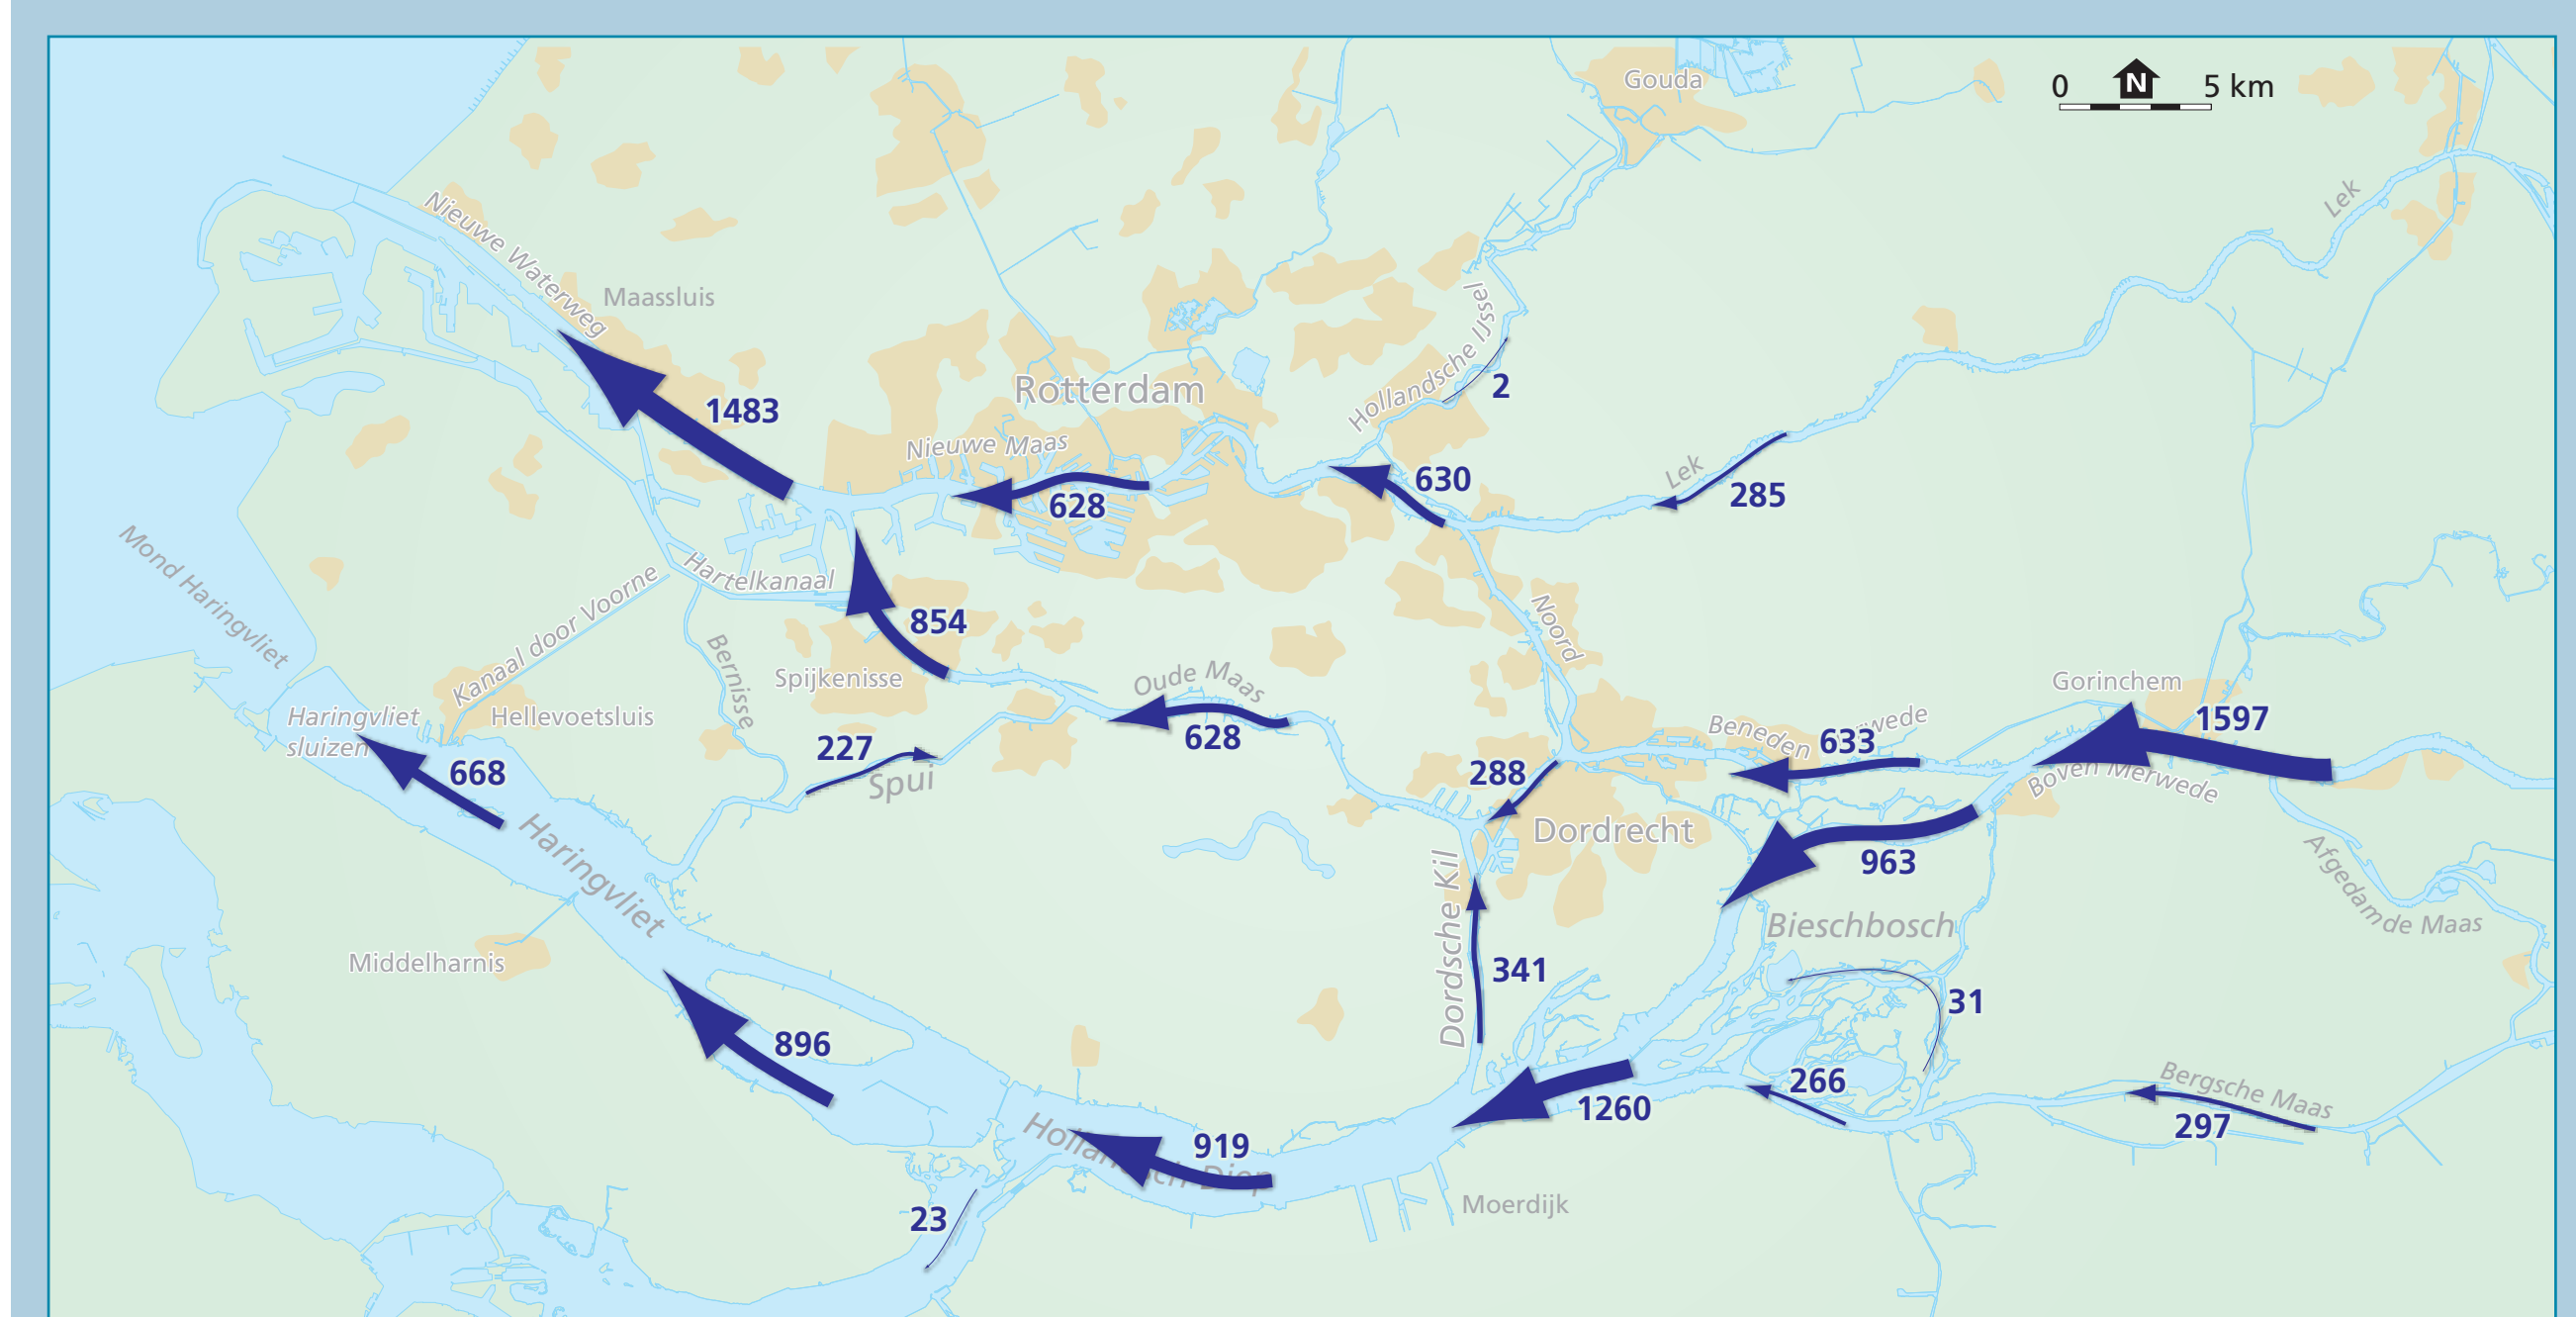 Gouda
0 N 5 km
Lek
Nieuwe Waterweg
Maassluis
Hollandsche IJssel
2
Rotterdam
1483
Nieuwe Maas
628
630
Lek
285
Mond Haringvliet
Hartelkanaal
Kanaal door Voorne
Bernisse
854
Spijkenisse
Noord
Oude Maas
628
Gorinchem
1597
Beneden
633
Boven Merwede
Haringvliet
sluizen
Hellevoetsluis
668
227
Spui
288
Dordrecht
963
Afgedamde Maas
Haringvliet
Dordsche Kil
Bieschbosch
Middelharnis
341
31
896
266
Bergsche Maas
297
1260
919
Moerdijk
23